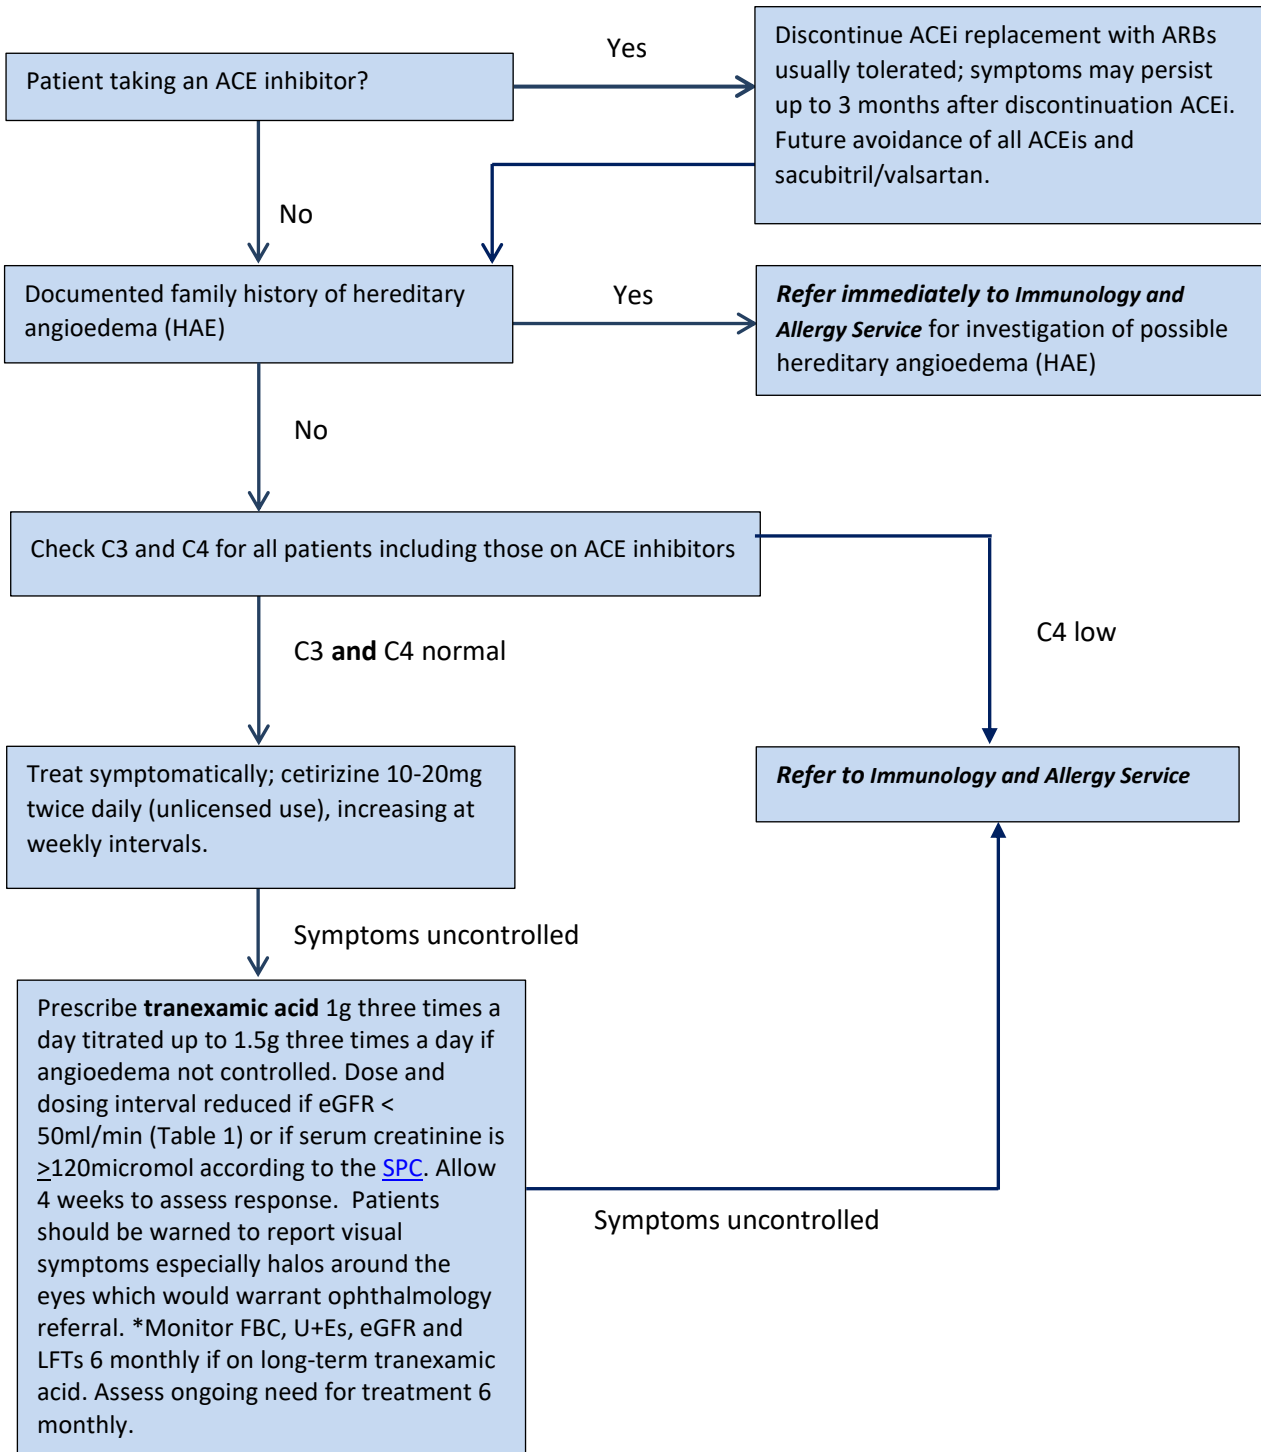 Patient taking an ACE inhibitor?
Yes
Discontinue ACEi replacement with ARBs
usually tolerated; symptoms may persist
up to 3 months after discontinuation ACEi.
Future avoidance of all ACEis and
sacubitril/valsartan.
No
Documented family history of hereditary
angioedema (HAE)
Yes
Refer immediately to Immunology and
Allergy Service for investigation of possible
hereditary angioedema (HAE)
No
Check C3 and C4 for all patients including those on ACE inhibitors
C3 and C4 normal
C4 low
Treat symptomatically; cetirizine 10-20mg
twice daily (unlicensed use), increasing at
weekly intervals.
Refer to Immunology and Allergy Service
Symptoms uncontrolled
Prescribe tranexamic acid 1g three times a
day titrated up to 1.5g three times a day if
angioedema not controlled. Dose and
dosing interval reduced if eGFR <
50ml/min (Table 1) or if serum creatinine is
>120micromol according to the SPC. Allow
4 weeks to assess response.  Patients
should be warned to report visual
symptoms especially halos around the
eyes which would warrant ophthalmology
referral. *Monitor FBC, U+Es, eGFR and
LFTs 6 monthly if on long-term tranexamic
acid. Assess ongoing need for treatment 6
monthly.
Symptoms uncontrolled